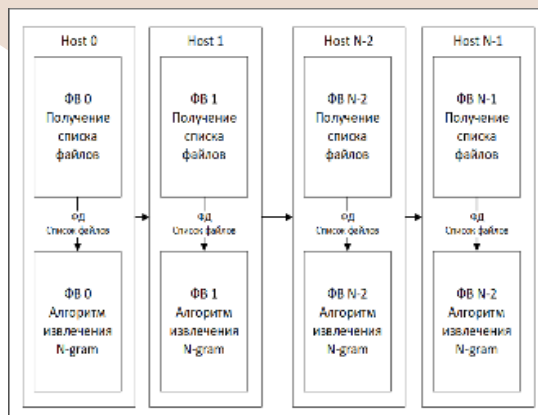 Host 0
ФВ 0
Получение
списка
файлов
ФД
Список файлов
ФВ 0
Алгоритм
извлечения
N-gram
Host 1
ФВ 1
Получение
списка
файлов
ФД
Список файлов
ФВ 1
Алгоритм
извлечения
N-gram
Host N-2
ФВ N-2
Получение
списка
файлов
ФД
Список файлов
ФВ N-2
Алгоритм
извлечения
N-gram
Host N-1
ФВ N-1
Получение
списка
файлов
ФД
Список файлов
ФВ N-2
Алгоритм
извлечения
N-gram